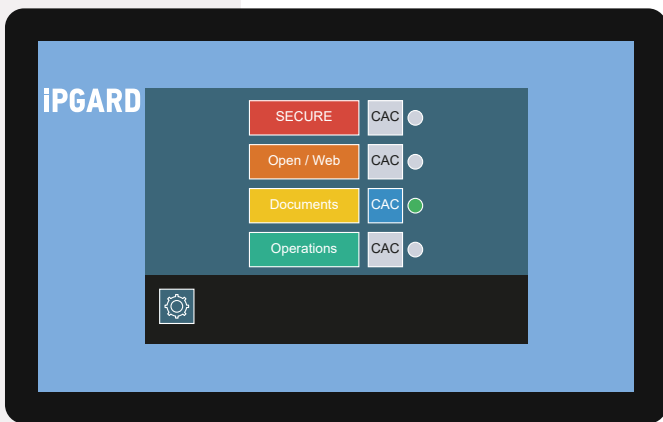 iPGARD
SECURE CAC
Open / Web CAC
Documents CAC
Operations CAC